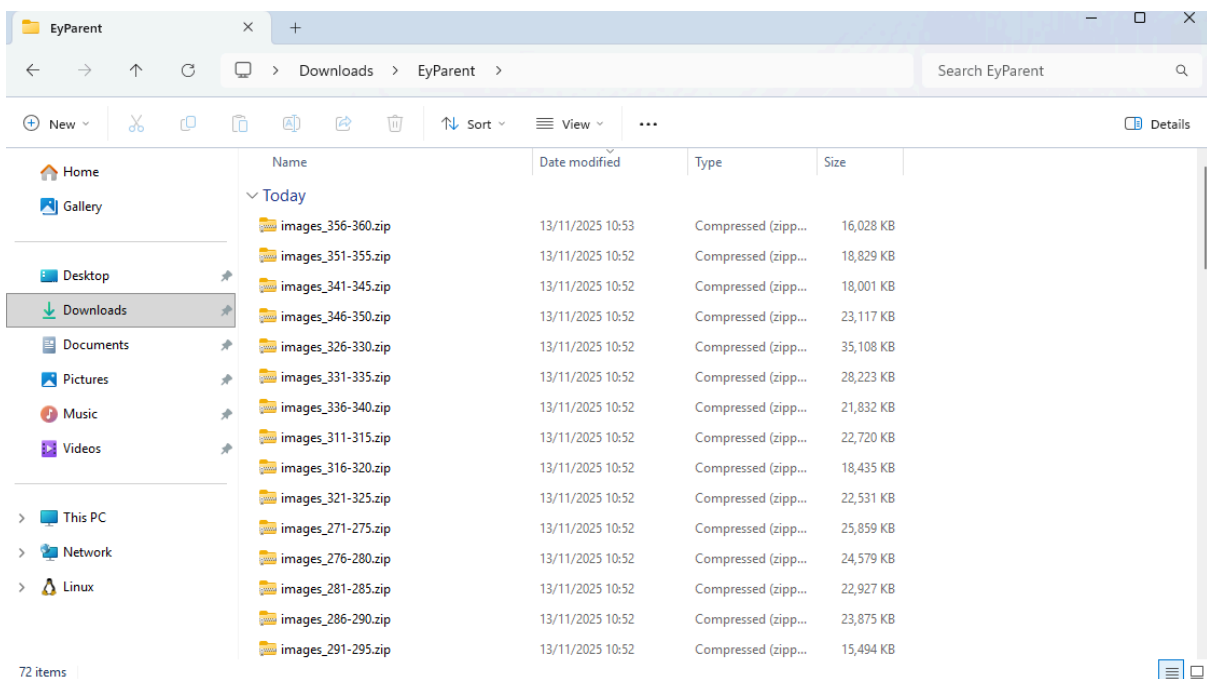 EyParent
Downloads > EyParent >
Search EyParent
New
Sort
View
Details
Home
Gallery
Desktop
Downloads
Documents
Pictures
Music
Videos
This PC
Network
Linux
Name Date modified Type Size
Today
images_356-360.zip 13/11/2025 10:53 Compressed (zipp... 16,028 KB
images_351-355.zip 13/11/2025 10:52 Compressed (zipp... 18,829 KB
images_341-345.zip 13/11/2025 10:52 Compressed (zipp... 18,001 KB
images_346-350.zip 13/11/2025 10:52 Compressed (zipp... 23,117 KB
images_326-330.zip 13/11/2025 10:52 Compressed (zipp... 35,108 KB
images_331-335.zip 13/11/2025 10:52 Compressed (zipp... 28,223 KB
images_336-340.zip 13/11/2025 10:52 Compressed (zipp... 21,832 KB
images_311-315.zip 13/11/2025 10:52 Compressed (zipp... 22,720 KB
images_316-320.zip 13/11/2025 10:52 Compressed (zipp... 18,435 KB
images_321-325.zip 13/11/2025 10:52 Compressed (zipp... 22,531 KB
images_271-275.zip 13/11/2025 10:52 Compressed (zipp... 25,859 KB
images_276-280.zip 13/11/2025 10:52 Compressed (zipp... 24,579 KB
images_281-285.zip 13/11/2025 10:52 Compressed (zipp... 22,927 KB
images_286-290.zip 13/11/2025 10:52 Compressed (zipp... 23,875 KB
images_291-295.zip 13/11/2025 10:52 Compressed (zipp... 15,494 KB
72 items